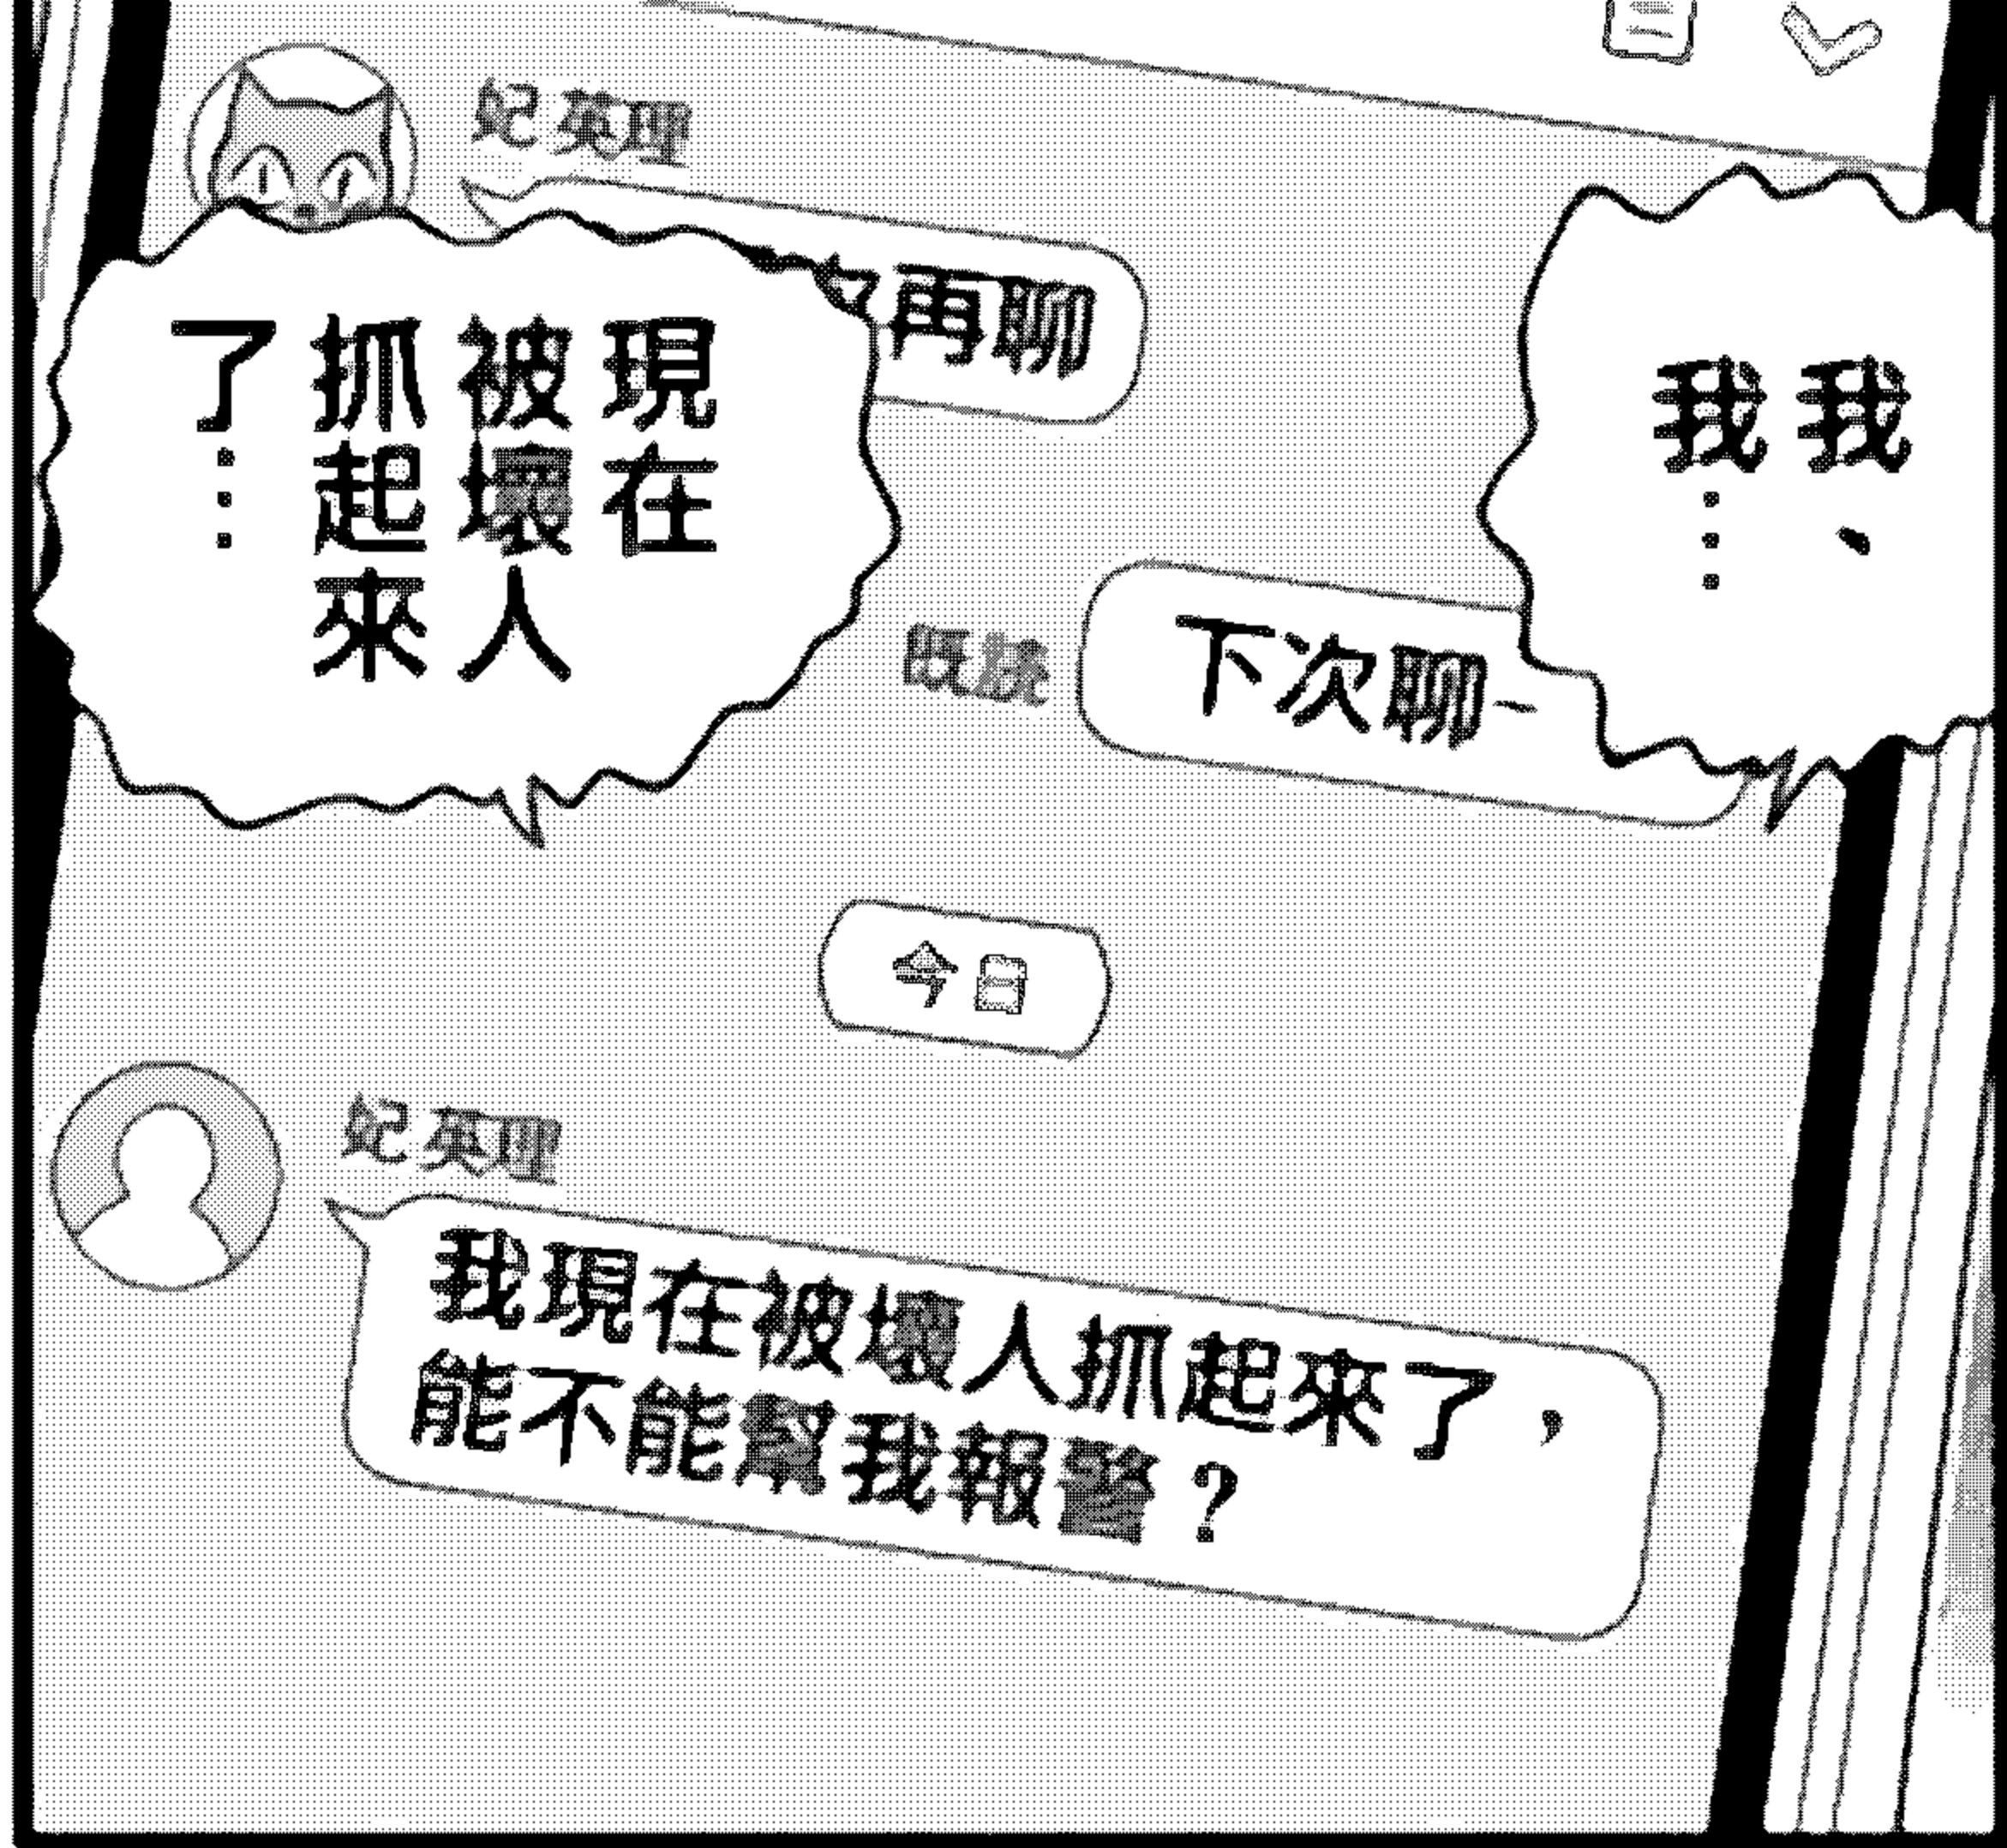 妃 英理
再聊
我、
我…
現在
被壞人
抓起來
了…
既読
下次聊~
今日
妃 英理
我現在被壞人抓起來了，
能不能幫我報警？